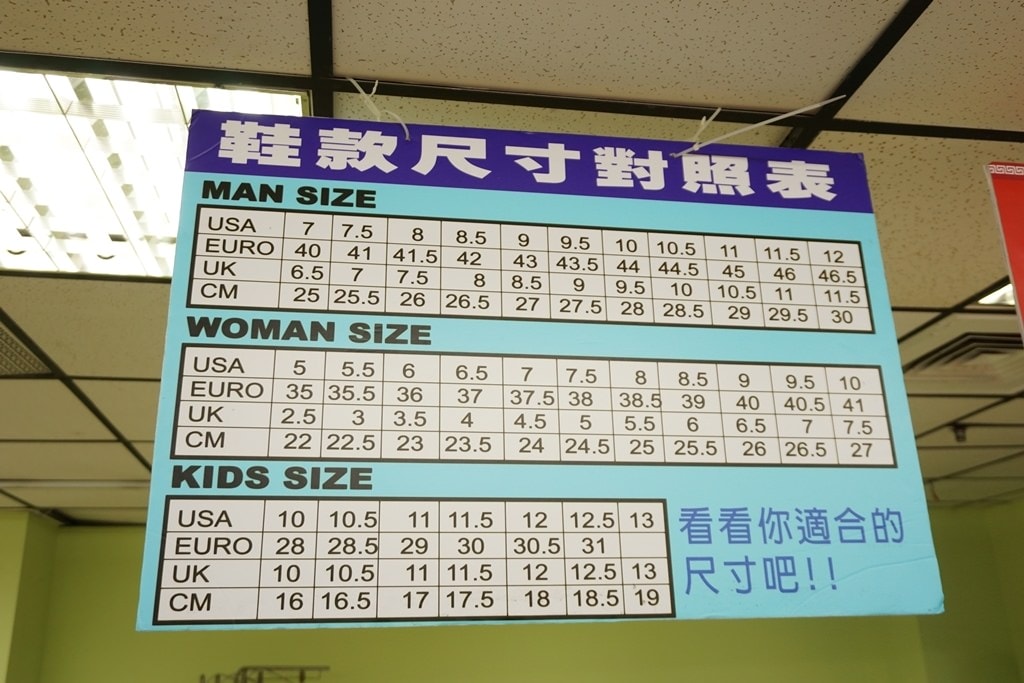 鞋款尺寸對照表
MAN SIZE
USA 7 7.5 8 8.5 9 9.5 10 10.5 11 11.5 12
EURO 40 41 41.5 42 43 43.5 44 44.5 45 46 46.5
UK 6.5 7 7.5 8 8.5 9 9.5 10 10.5 11 11.5
CM 25 25.5 26 26.5 27 27.5 28 28.5 29 29.5 30
WOMAN SiZE
USA 5 5.5 6 6.5 7 7.5 8 8.5 9 9.5 10
EURO 35 35.5 36 37 37.5 38 38.5 39 40 40.5 41
UK 2.5 3 3.5 4 4.5 5 5.5 6 6.5 7 7.5
CM 22 22.5 23 23.5 24 24.5 25 25.5 26 26.5 27
KIDS SIZE
USA 10 10.5 11 11.5 12 12.5 13
EURO 28 28.5 29 30 30.5 31
UK 10 10.5 11 11.5 12 12.5 13
CM 16 16.5 17 17.5 18 18.5 19
看看你適合的
尺寸吧!!